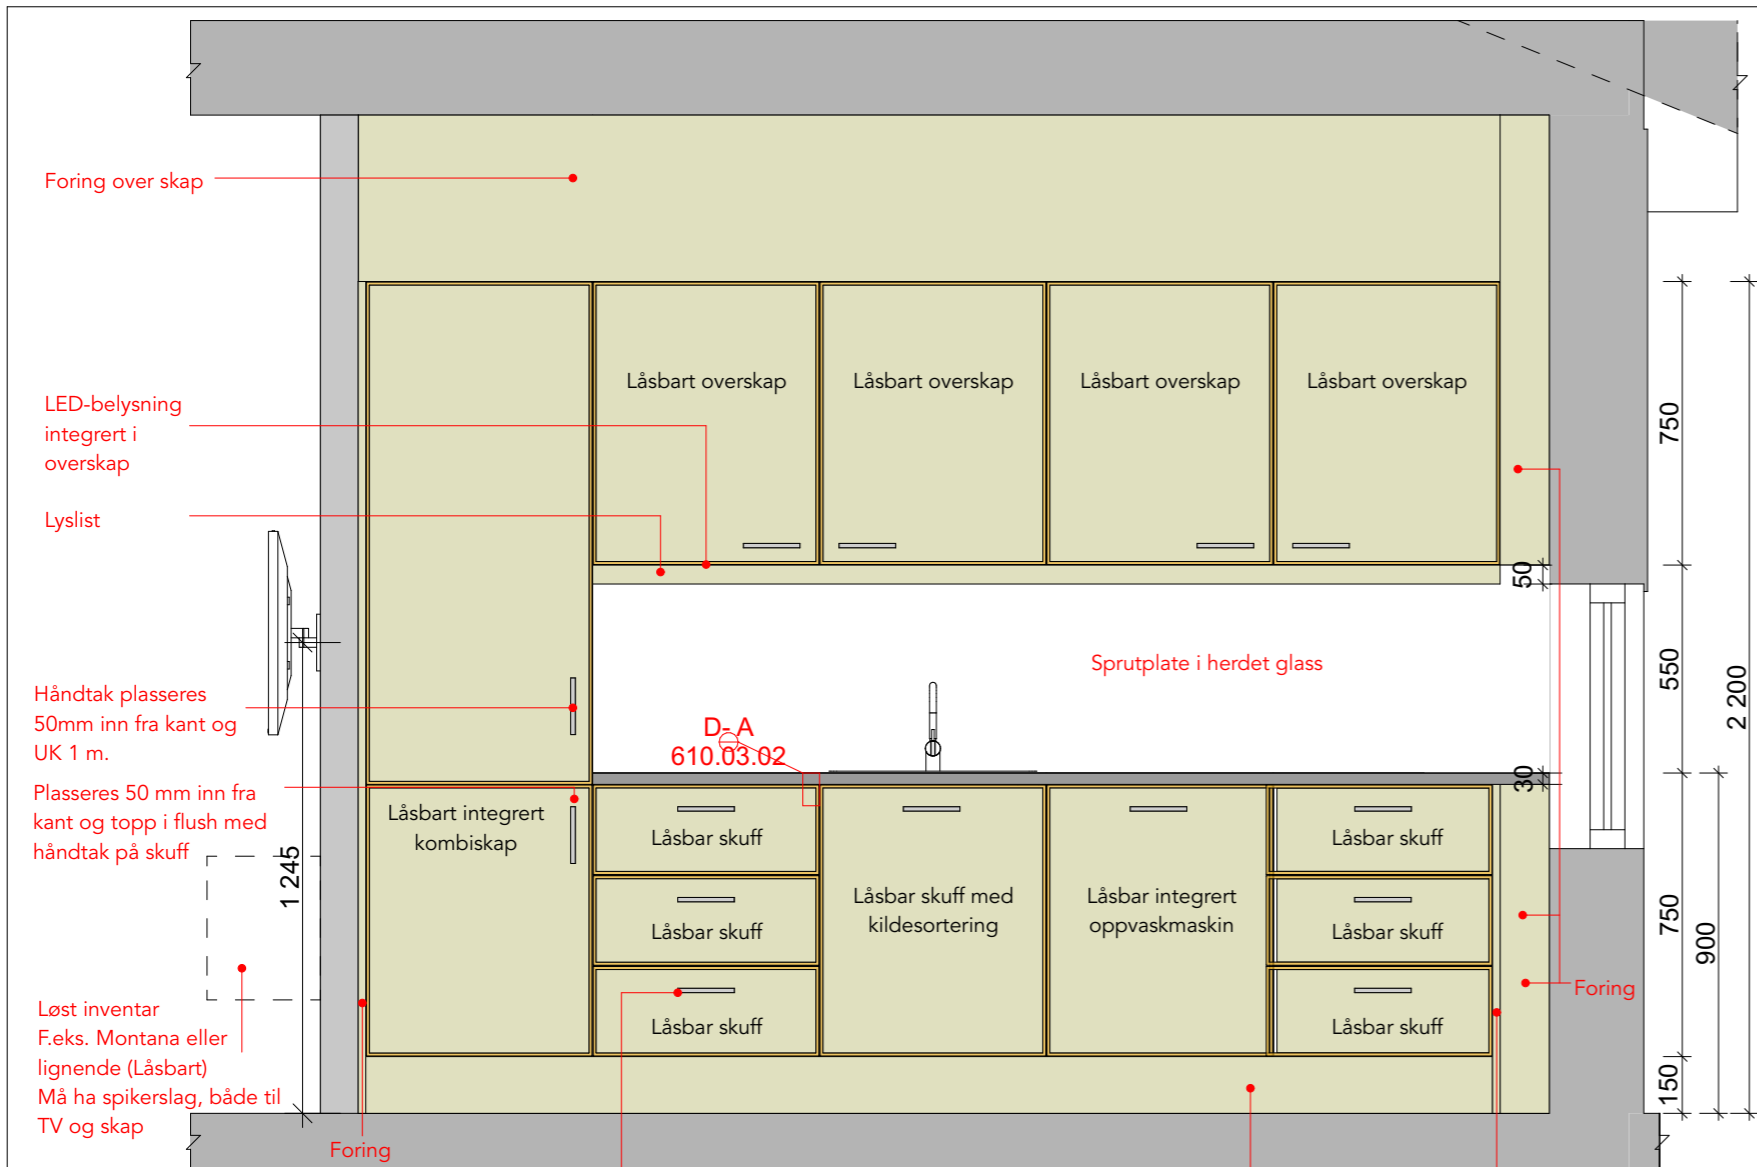 Foring over skap
LED-belysning
integrert i
overskap
Lyslist
Håndtak plasseres
50mm inn fra kant og
UK 1 m.
Plasseres 50 mm inn fra
kant og topp i flush med
håndtak på skuff
1 245
Løst inventar
F.eks. Montana eller
lignende (Låsbart)
Må ha spikerslag, både til
TV og skap
Foring
Låsbart overskap
Låsbart overskap
Låsbart overskap
Låsbart overskap
Sprutplate i herdet glass
D- A
610.03.02
Låsbart integrert
kombiskap
Låsbar skuff
Låsbar skuff
Låsbar skuff
Låsbar skuff med
kildesortering
Låsbar integrert
oppvaskmaskin
Låsbar skuff
Låsbar skuff
Låsbar skuff
Foring
50
30
750
550
750
150
900
2 200